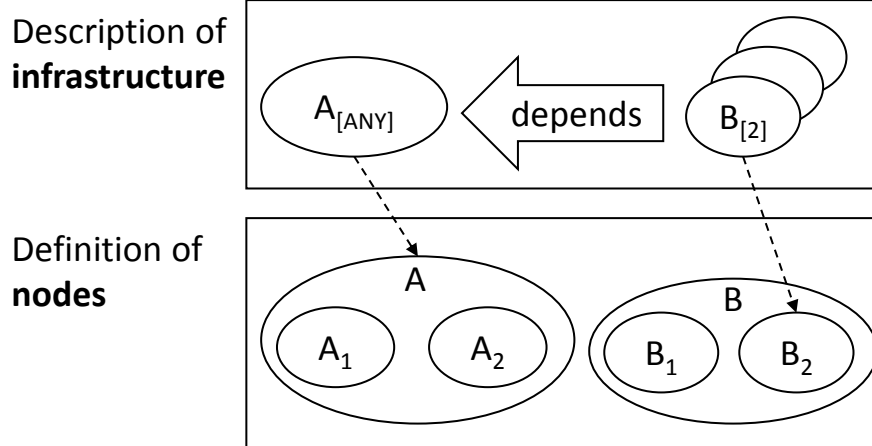 Description of
infrastructure
A[ANY]
depends
B[2]
Definition of
nodes
A
B
A1
A2
B1
B2